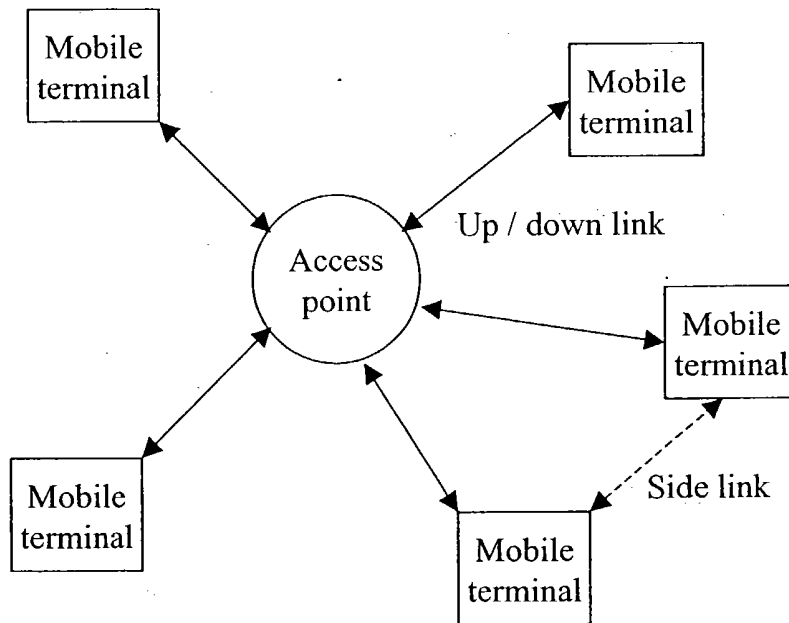 Mobile
terminal
Mobile
terminal
Up / down link
Access
point
Mobile
terminal
Side link
Mobile
terminal
Mobile
terminal